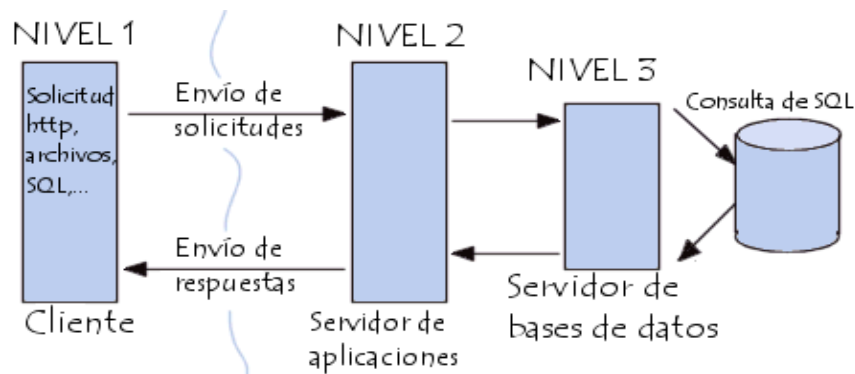 NIVEL 1
Solicitud
http,
archivos,
SQL,...
Cliente
Envío de
solicitudes
Envío de
respuestas
NIVEL 2
Servidor de
aplicaciones
NIVEL 3
Servidor de
bases de datos
Consulta de SQL